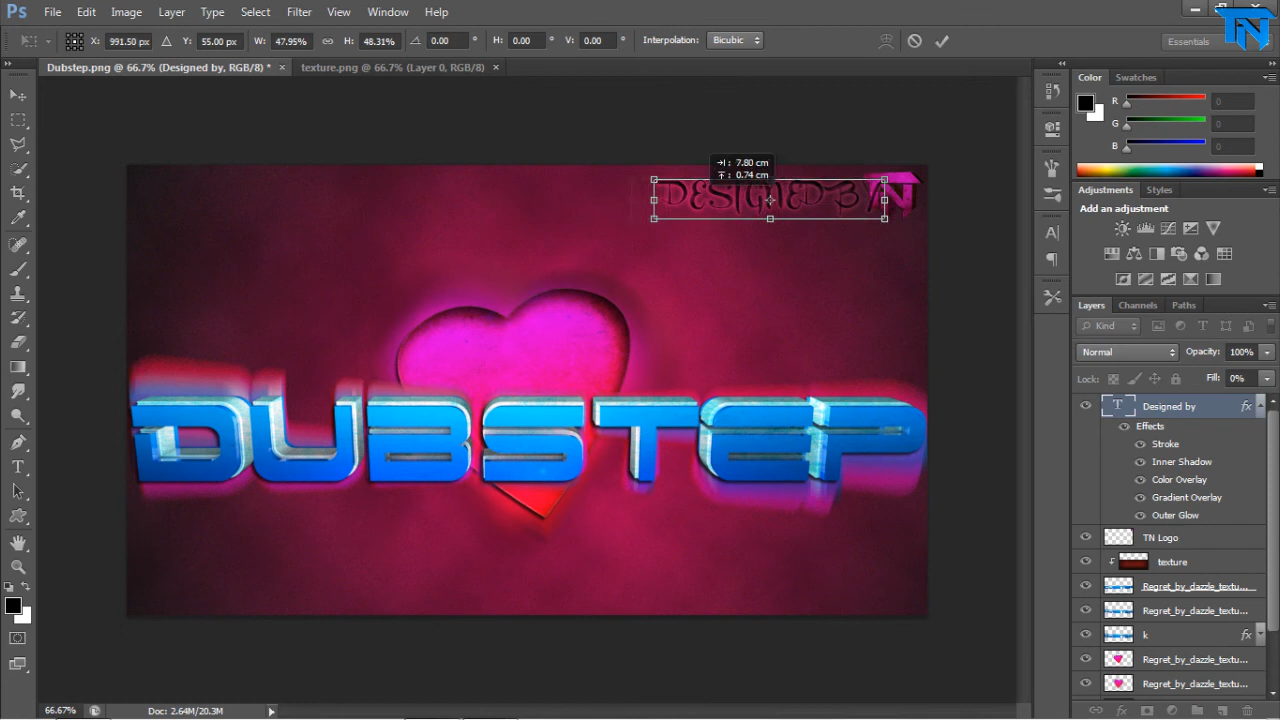 Ps File Edit Image Layer Type Select Filter View Window Help
X: 991.50 px Y: 55.00 px W: 47.95% H: 48.31% 0.00 ° H: 0.00 ° V: 0.00 ° Interpolation: Bicubic Essentials TN
Dubstep.png @ 66.7% (Designed by, RGB/8) * × texture.png @ 66.7% (Layer 0, RGB/8) ×
Color Swatches
R 0
G 0
B 0
7.80 cm
0.74 cm
DESIGNED BY TN
DUBSTEP
Adjustments Styles
Add an adjustment
Layers Channels Paths
Kind
Normal Opacity: 100%
Lock: Fill: 0%
T Designed by fx
Effects
Stroke
Inner Shadow
Color Overlay
Gradient Overlay
Outer Glow
TN Logo
texture
Regret_by_dazzle_textu...
Regret_by_dazzle_textu...
k fx
Regret_by_dazzle_textu...
Regret_by_dazzle_textu...
66.67% Doc: 2.64M/20.3M